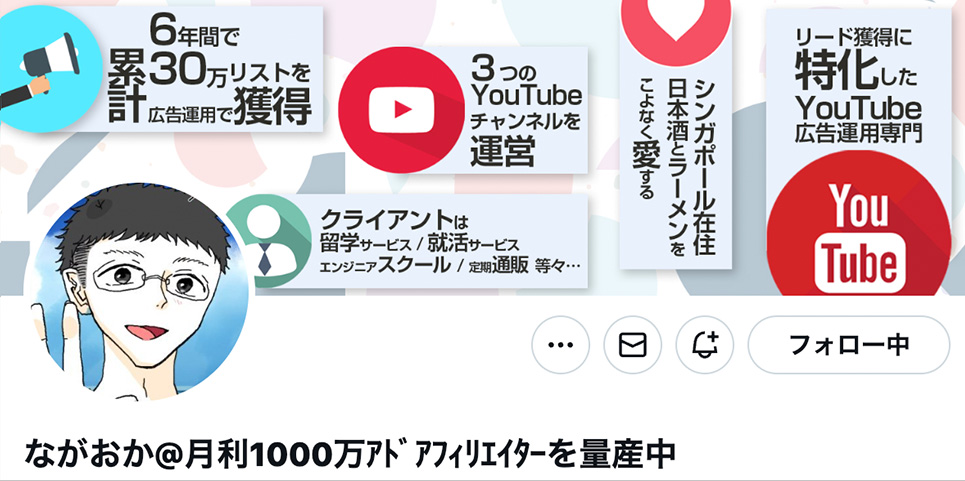 6年間で
累計30万リストを
広告運用で獲得
3つの
YouTube
チャンネルを
運営
クライアントは
留学サービス / 就活サービス
エンジニアスクール / 定期通販 等々…
シンガポール在住
日本酒とラーメンを
こよなく愛する
リード獲得に
特化した
YouTube
広告運用専門
You
Tube
フォロー中
ながおか@月利1000万ｱﾄﾞｱﾌｨﾘｴｲﾀｰを量産中